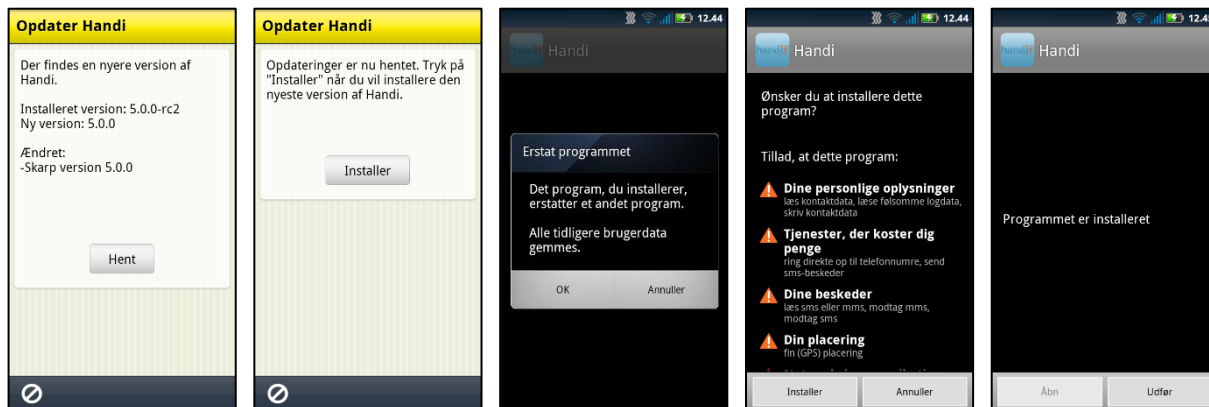 Opdater Handi
Der findes en nyere version af
Handi.
Installeret version: 5.0.0-rc2
Ny version: 5.0.0
Ændret:
-Skarp version 5.0.0
Hent
Opdater Handi
Opdateringer er nu hentet. Tryk på
"Installer" når du vil installere den
nyeste version af Handi.
Installer
12.44
Handi
Erstat programmet
Det program, du installerer,
erstatter et andet program.
Alle tidligere brugerdata
gemmes.
OK Annuller
12.44
handi Handi
Ønsker du at installere dette
program?
Tillad, at dette program:
Dine personlige oplysninger
læs kontaktdata, læse følsomme logdata,
skriv kontaktdata
Tjenester, der koster dig
penge
ring direkte op til telefonnumre, send
sms-beskeder
Dine beskeder
læs sms eller mms, modtag mms,
modtag sms
Din placering
fin (GPS) placering
Installer Annuller
handi Handi
Programmet er installeret
Åbn Udfør